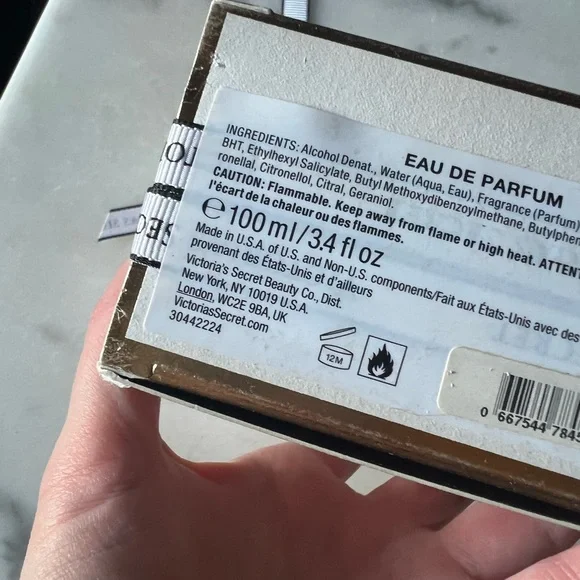 EAU DE PARFUM
INGREDIENTS: Alcohol Denat., Water (Aqua, Eau), Fragrance (Parfum)
BHT, Ethylhexyl Salicylate, Butyl Methoxydibenzoylmethane,
ronellal, Citronellol, Citral, Geraniol.
CAUTION: Flammable. Keep away from flame or high heat.
l'écart de la chaleur ou des flammes.
℮100 ml/3.4 fl oz
Made in U.S.A. of U.S. and Non-U.S. components/Fait aux États-Unis avec des
provenant des États-Unis et d'ailleurs
Victoria's Secret Beauty Co., Dist.
New York, NY 10019 U.S.A.
London, WC2E 9BA, UK
VictoriasSecret.com
30442224
12M
0 667544